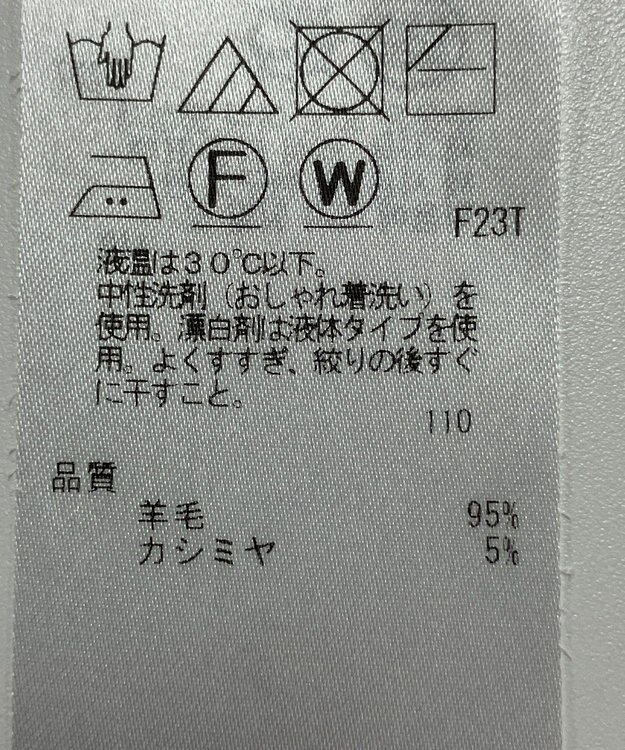 F W
F23T
液温は30℃以下。
中性洗剤（おしゃれ着洗い）を
使用。漂白剤は液体タイプを使
用。よくすすぎ、絞りの後すぐ
に干すこと。
110
品質
羊毛 95%
カシミヤ 5%